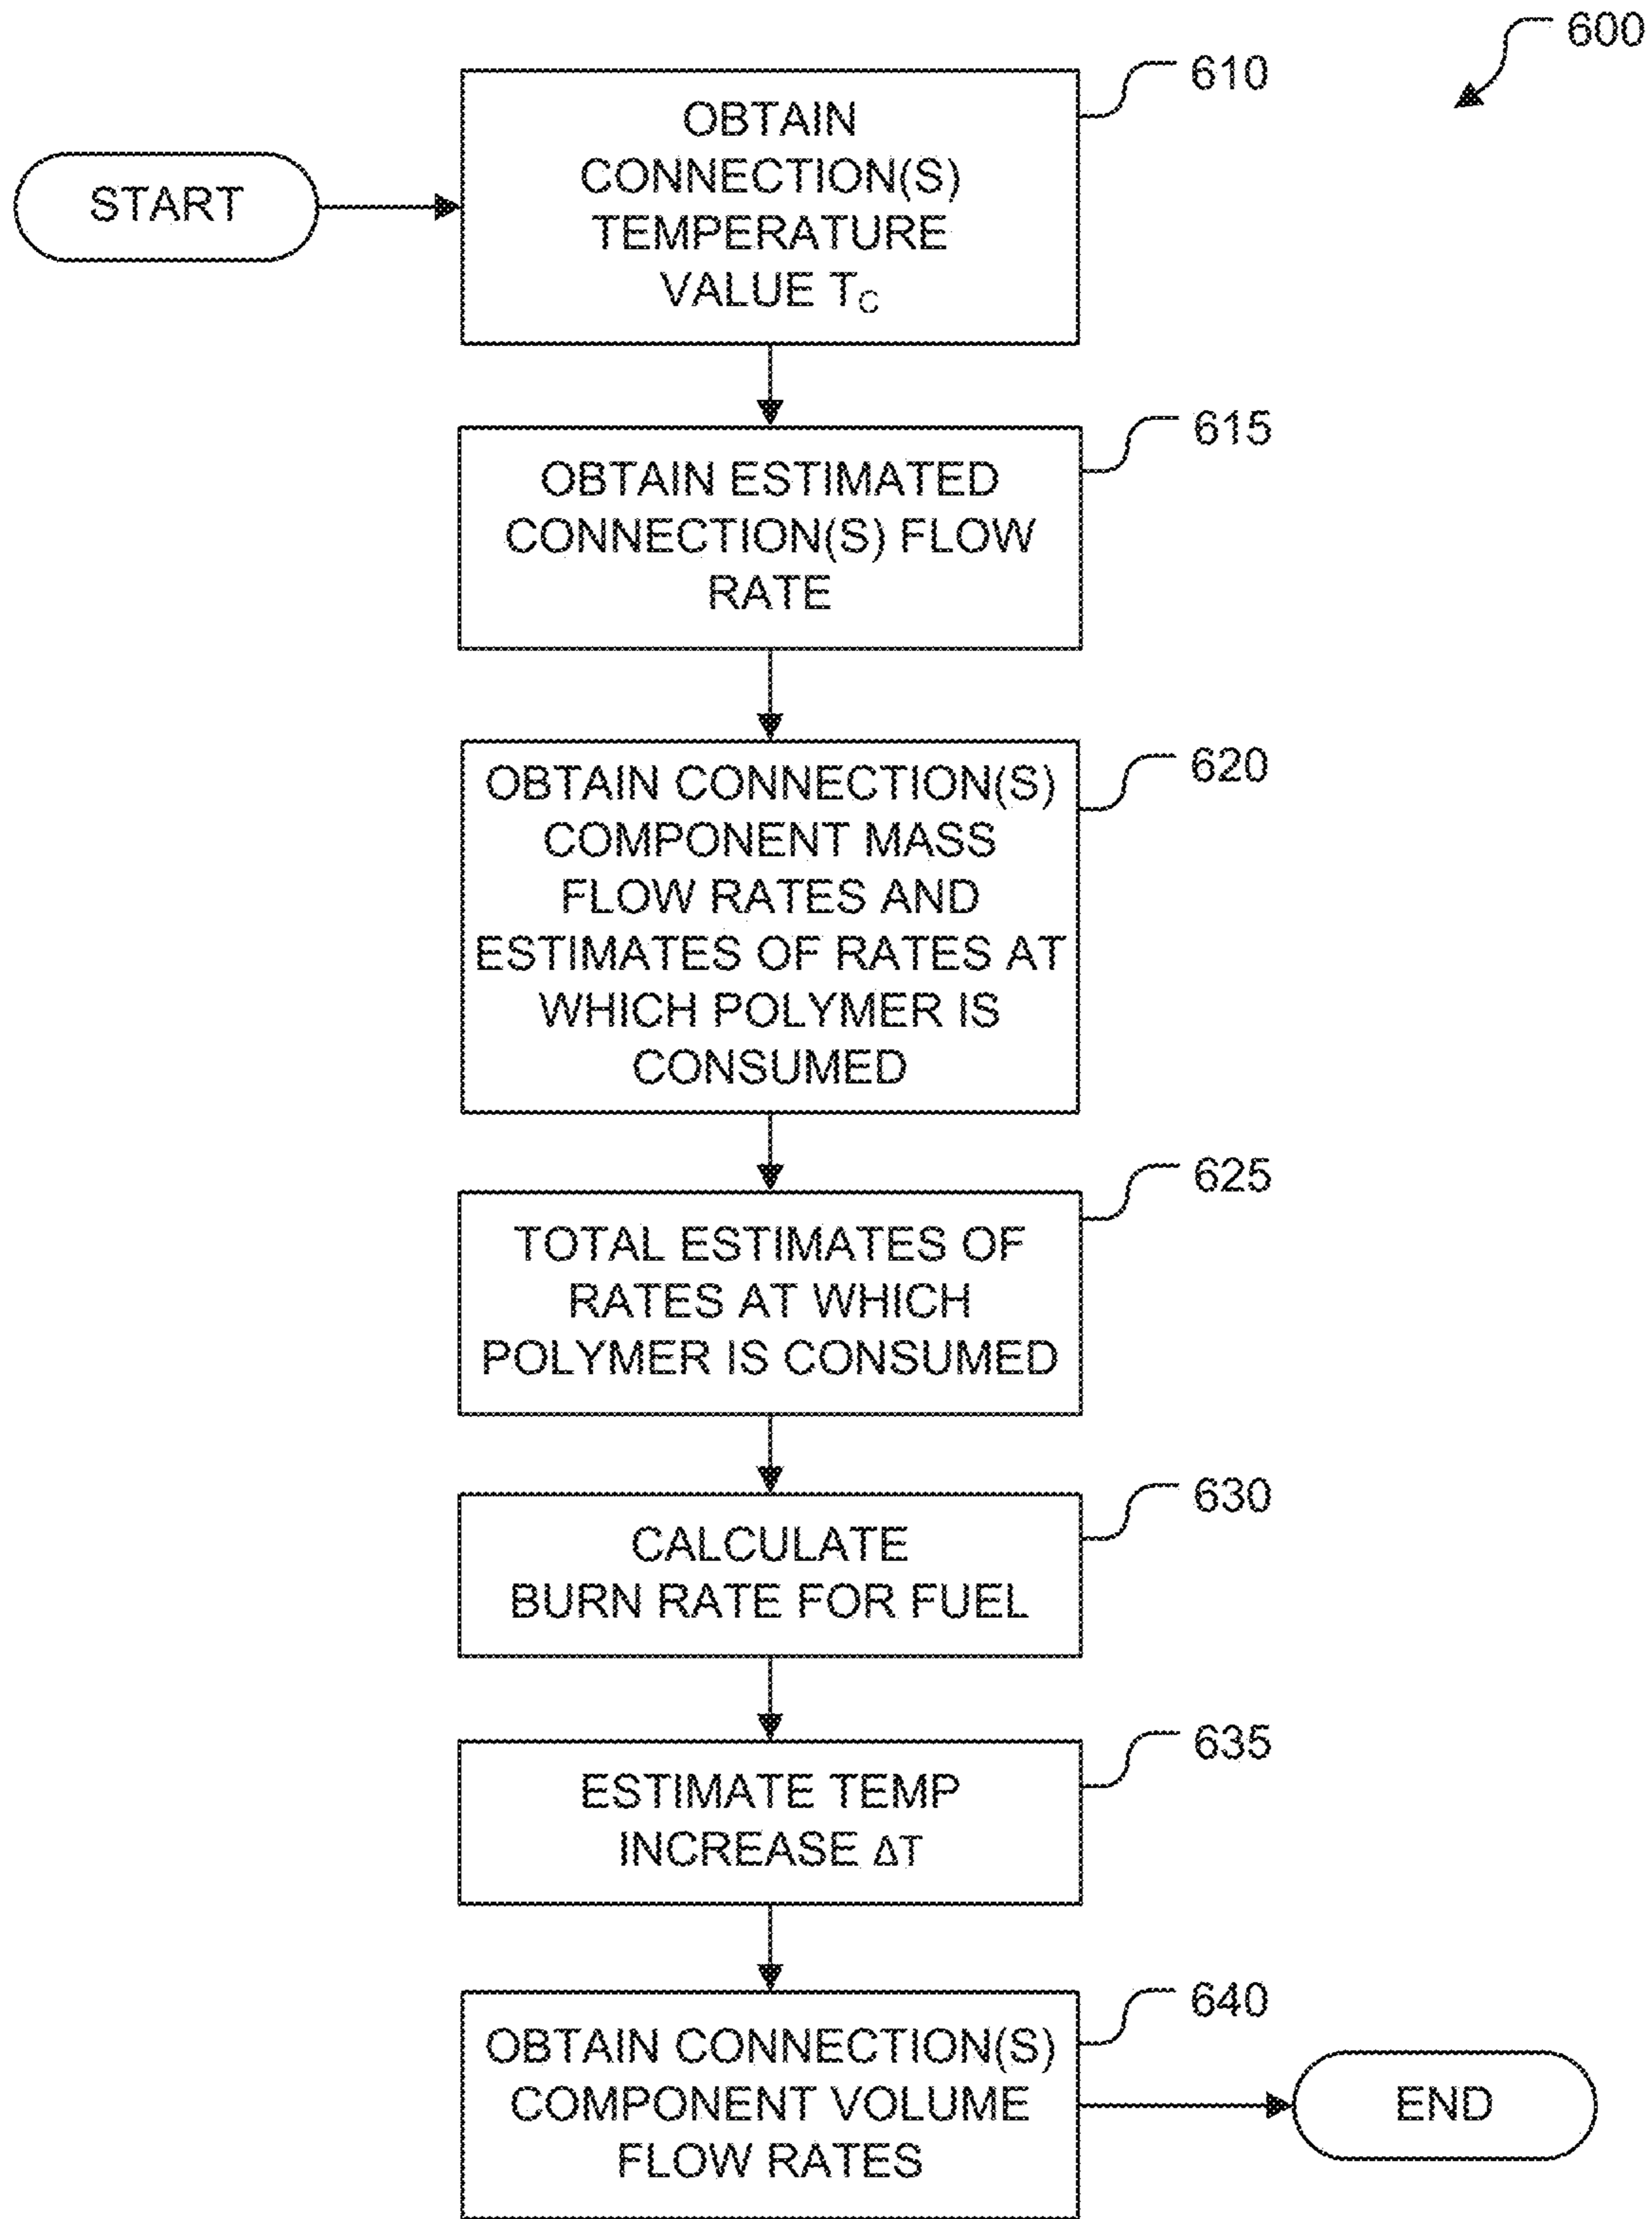 600
START
610
OBTAIN
CONNECTION(S)
TEMPERATURE
VALUE TC
615
OBTAIN ESTIMATED
CONNECTION(S) FLOW
RATE
620
OBTAIN CONNECTION(S)
COMPONENT MASS
FLOW RATES AND
ESTIMATES OF RATES AT
WHICH POLYMER IS
CONSUMED
625
TOTAL ESTIMATES OF
RATES AT WHICH
POLYMER IS CONSUMED
630
CALCULATE
BURN RATE FOR FUEL
635
ESTIMATE TEMP
INCREASE ΔT
640
OBTAIN CONNECTION(S)
COMPONENT VOLUME
FLOW RATES
END